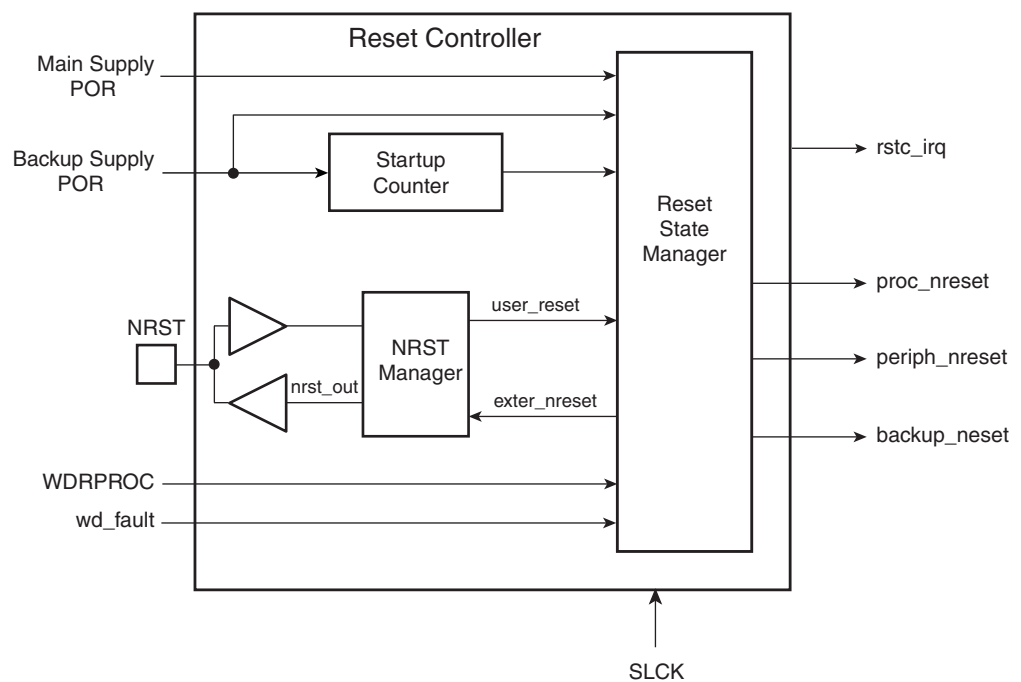 Reset Controller
Main Supply
POR
Backup Supply
POR
Startup
Counter
Reset
State
Manager
rstc_irq
proc_nreset
periph_nreset
backup_neset
NRST
NRST
Manager
user_reset
nrst_out
exter_nreset
WDRPROC
wd_fault
SLCK